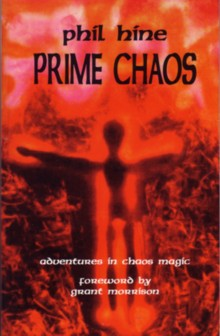 phil hine
PRIME CHAOS
adventures in chaos magic
foreword by
grant morrison